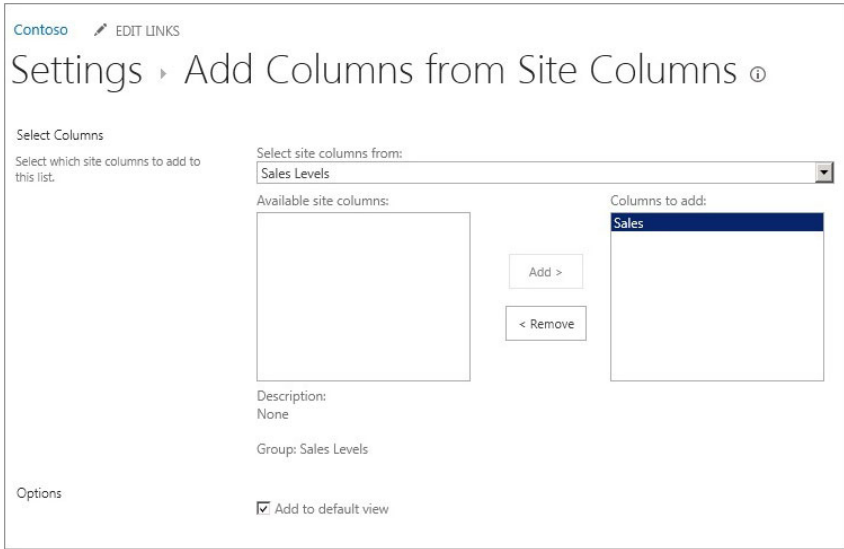 Contoso EDIT LINKS
Settings Add Columns from Site Columns
Select Columns
Select which site columns to add to
this list.
Select site columns from:
Sales Levels
Available site columns:
Columns to add:
Sales
Add >
< Remove
Description:
None
Group: Sales Levels
Options
Add to default view